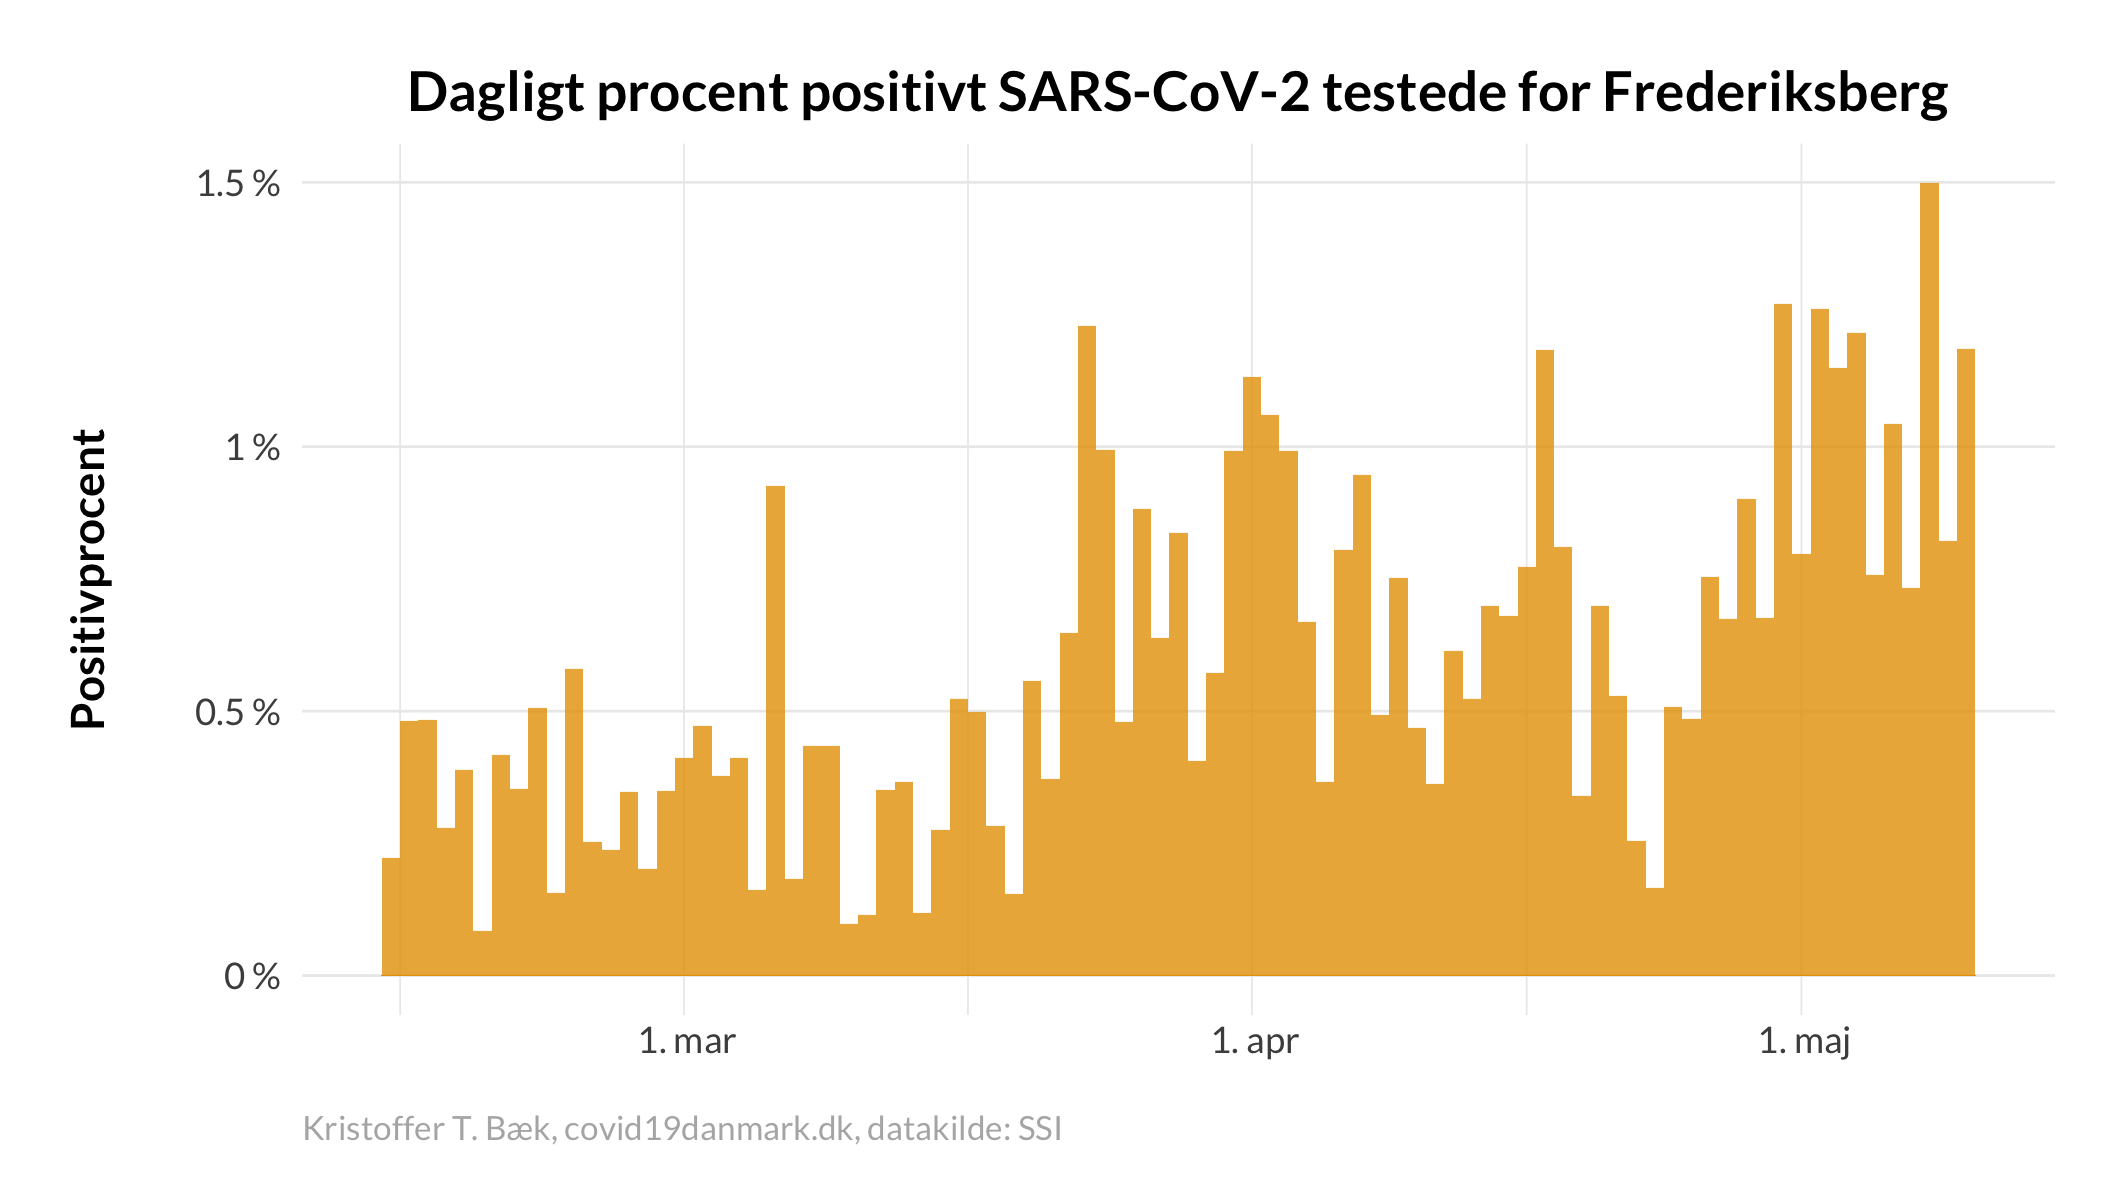 Dagligt procent positivt SARS-CoV-2 testede for Frederiksberg
Positivprocent
1.5 %
1 %
0.5 %
0 %
1. mar
1. apr
1. maj
Kristoffer T. Bæk, covid19danmark.dk, datakilde: SSI